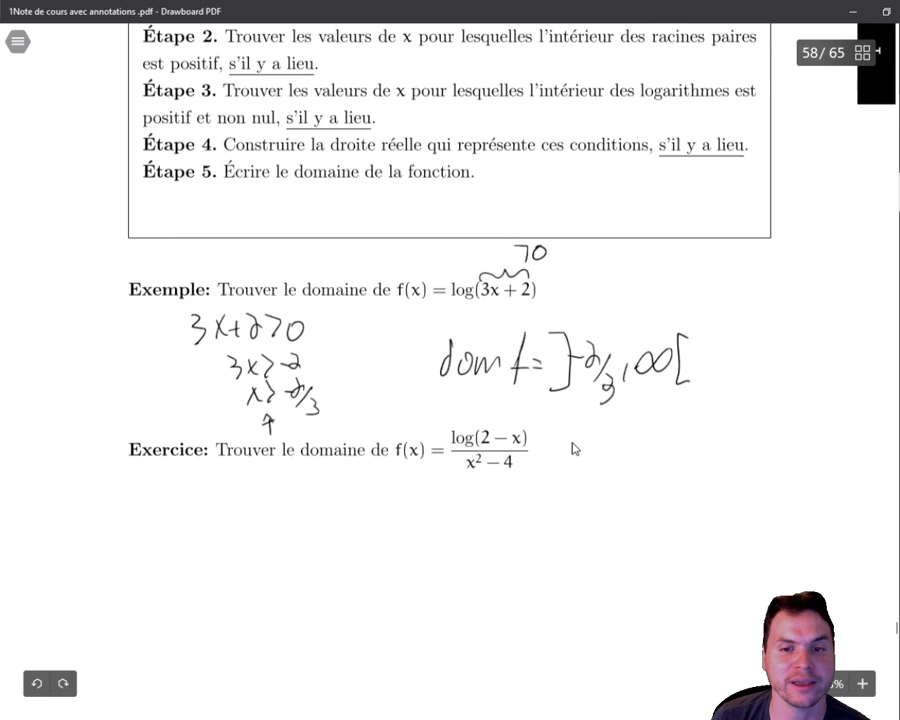 1Note de cours avec annotations .pdf - Drawboard PDF
58 / 65
Étape 2. Trouver les valeurs de x pour lesquelles l'intérieur des racines paires
est positif, s'il y a lieu.
Étape 3. Trouver les valeurs de x pour lesquelles l'intérieur des logarithmes est
positif et non nul, s'il y a lieu.
Étape 4. Construire la droite réelle qui représente ces conditions, s'il y a lieu.
Étape 5. Écrire le domaine de la fonction.
>0
Exemple: Trouver le domaine de f(x) = log(3x + 2)
3x+2>0
3x>-2
x>-2/3
dom f= ]-2/3, ∞[
Exercice: Trouver le domaine de f(x) = log(2 − x) / x² − 4